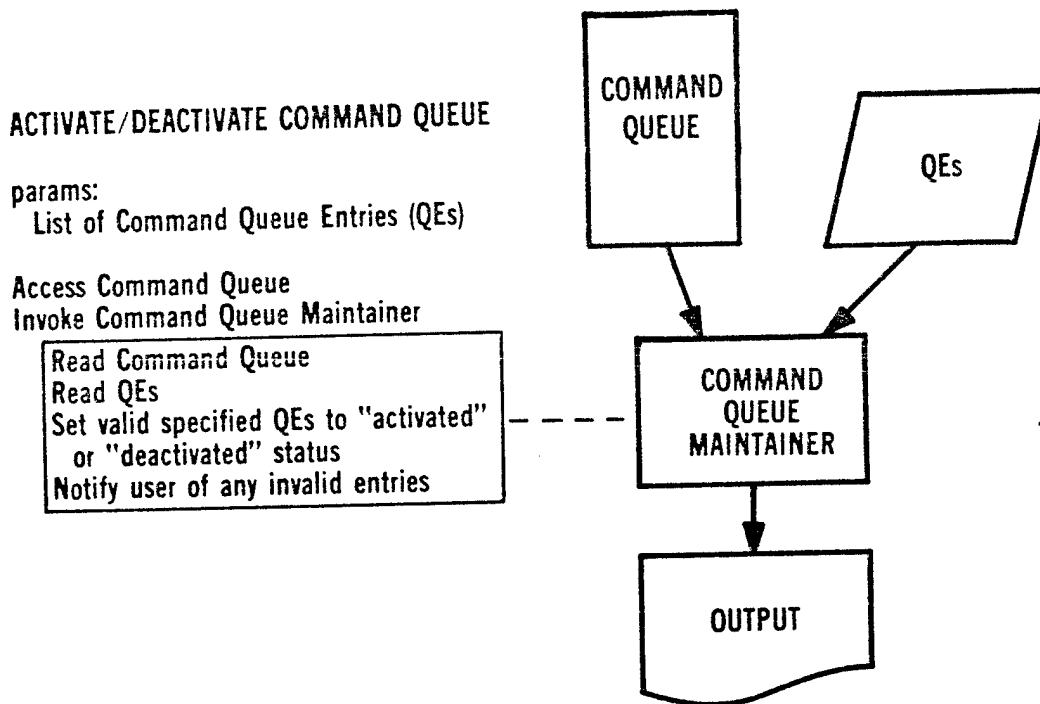 ACTIVATE/DEACTIVATE COMMAND QUEUE
params:
List of Command Queue Entries (QEs)
Access Command Queue
Invoke Command Queue Maintainer
Read Command Queue
Read QEs
Set valid specified QEs to "activated"
or "deactivated" status
Notify user of any invalid entries
COMMAND
QUEUE
QEs
COMMAND
QUEUE
MAINTAINER
OUTPUT